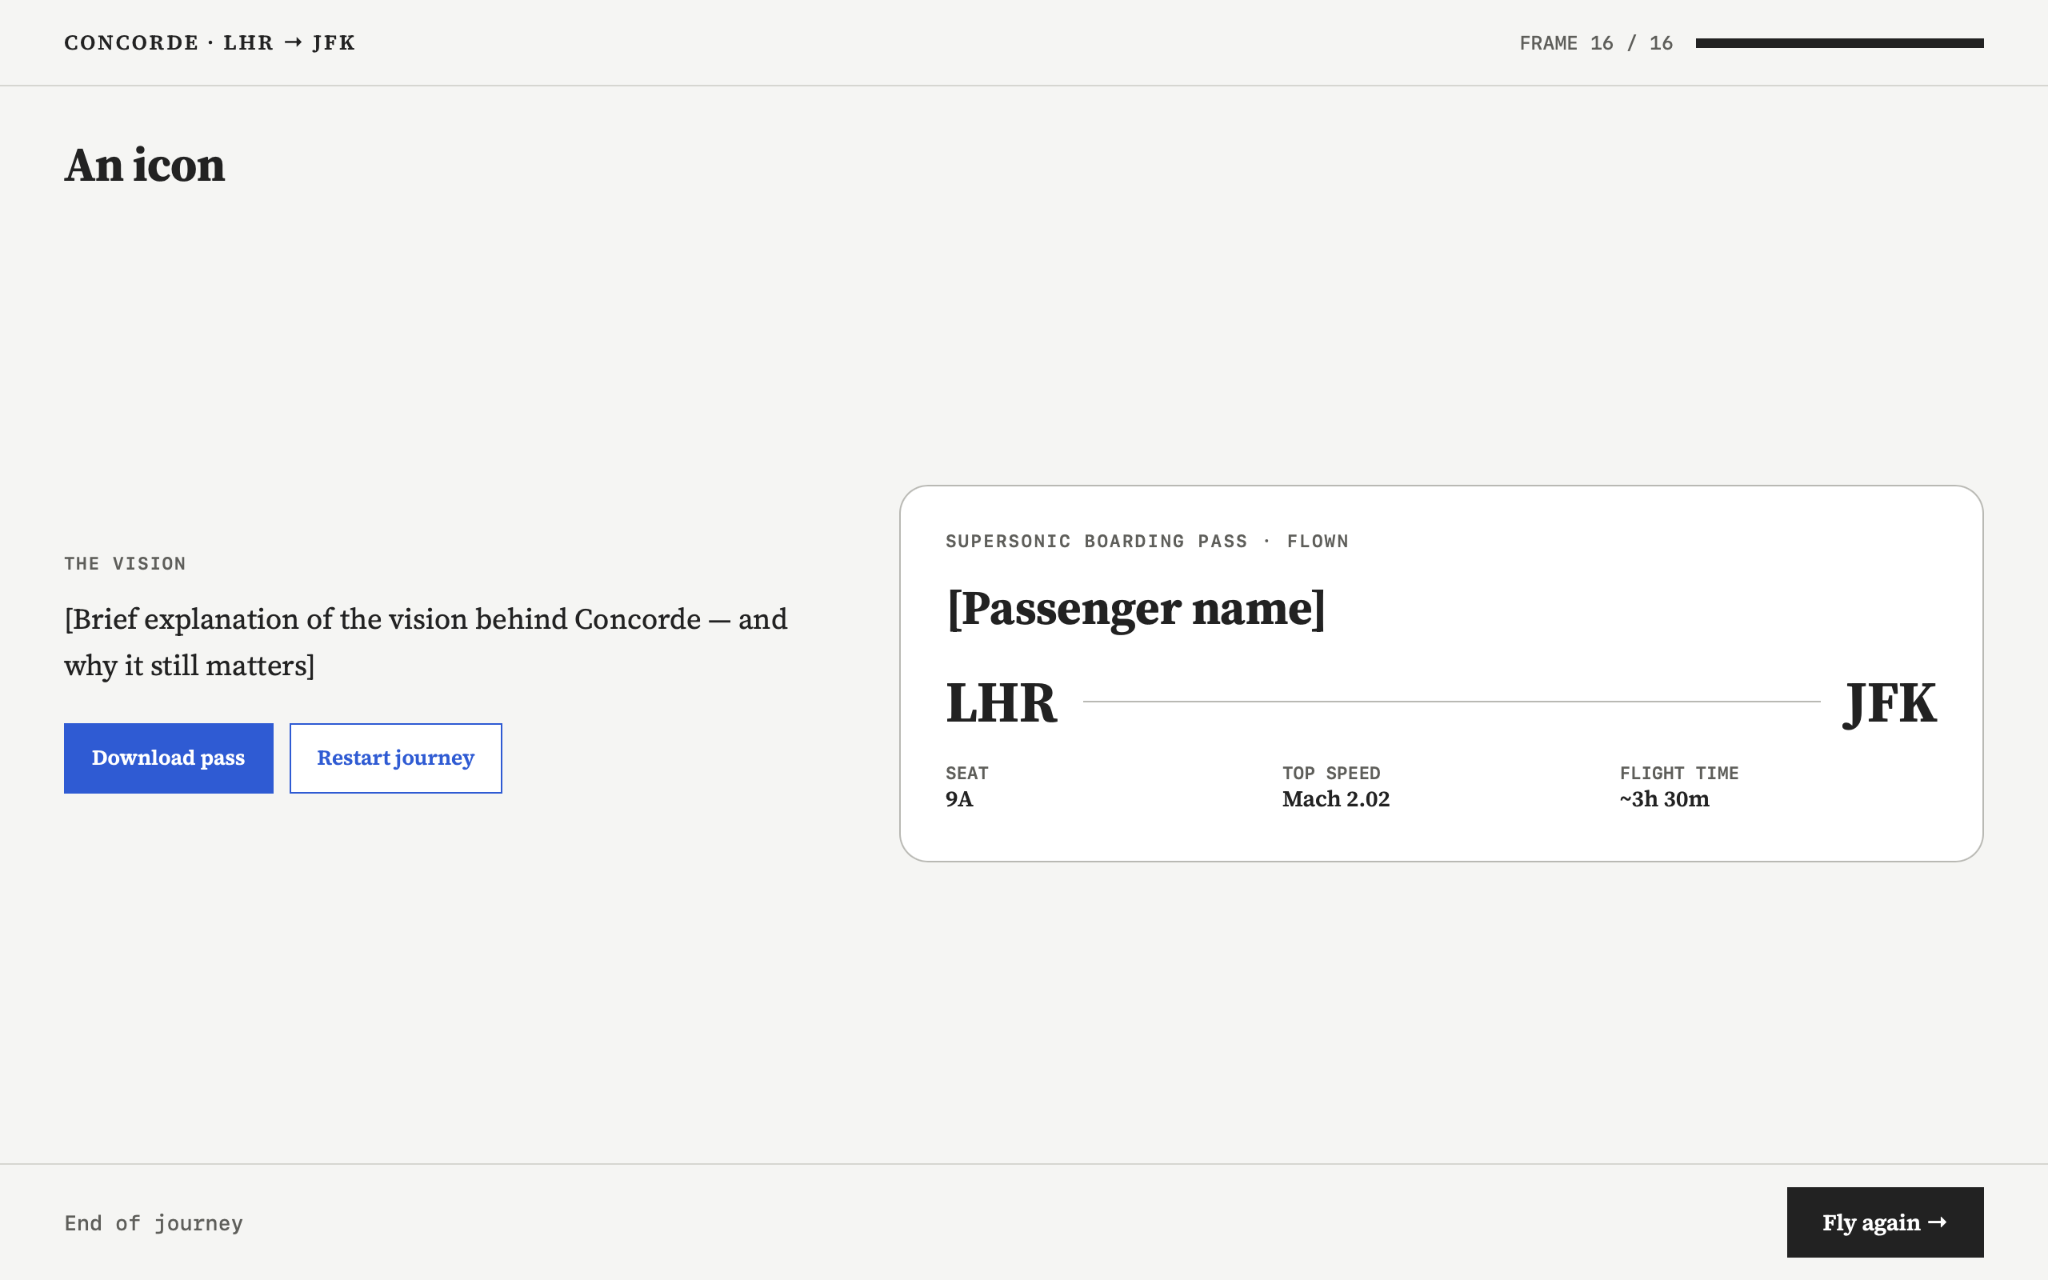 CONCORDE · LHR → JFK
FRAME 16 / 16
An icon
THE VISION
[Brief explanation of the vision behind Concorde — and
why it still matters]
Download pass
Restart journey
SUPERSONIC BOARDING PASS · FLOWN
[Passenger name]
LHR
JFK
SEAT
9A
TOP SPEED
Mach 2.02
FLIGHT TIME
~3h 30m
End of journey
Fly again →